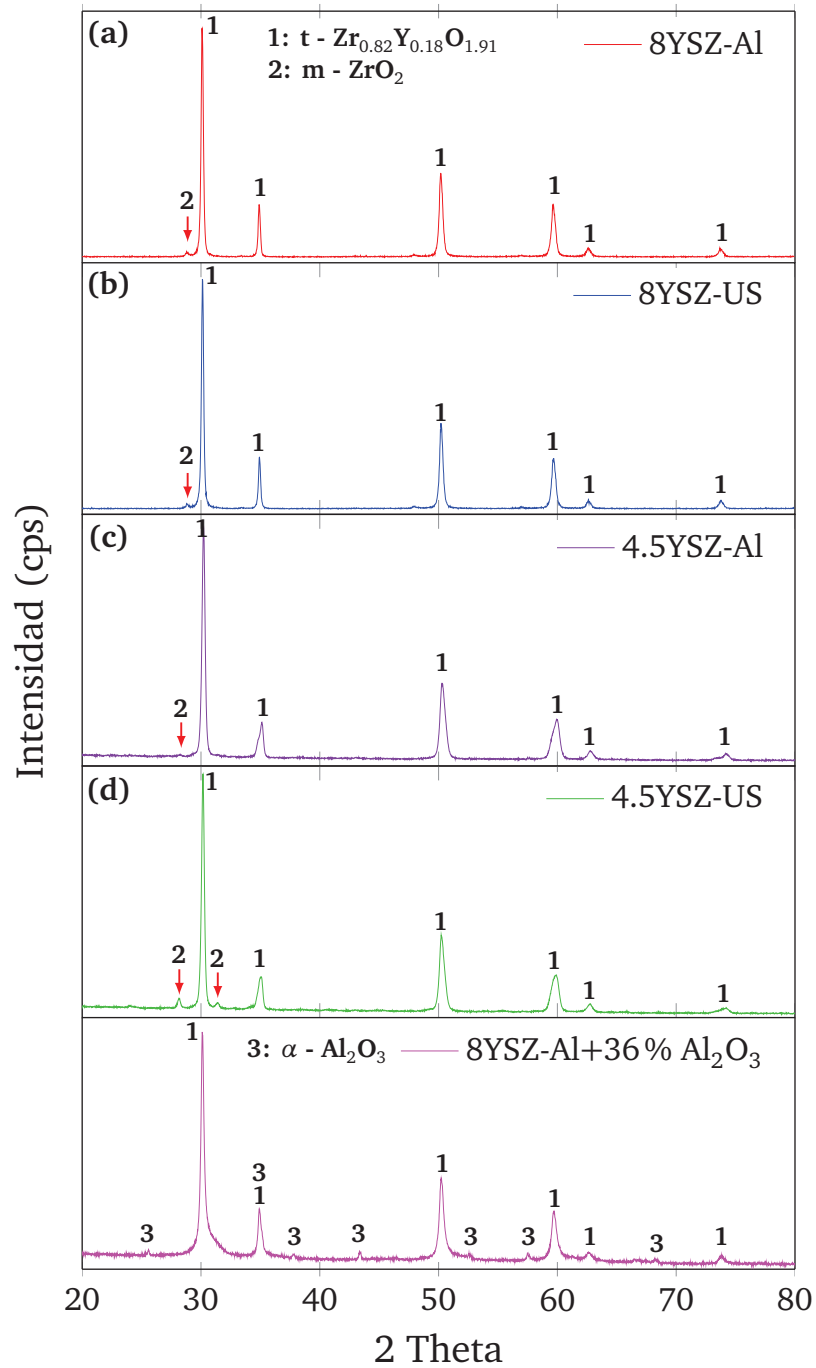 (a)
1
1: t - Zr0.82Y0.18O1.91
8YSZ-Al
2: m - ZrO2
2
1
1
1
1
1
(b)
1
8YSZ-US
2
1
1
1
1
1
(c)
1
4.5YSZ-Al
2
1
1
1
1
1
(d)
1
4.5YSZ-US
2
2
1
1
1
1
1
1
3: α - Al2O3
8YSZ-Al+36 % Al2O3
3
3
1
3
3
1
3
3
1
1
3
1
20 30 40 50 60 70 80
2 Theta
Intensidad (cps)